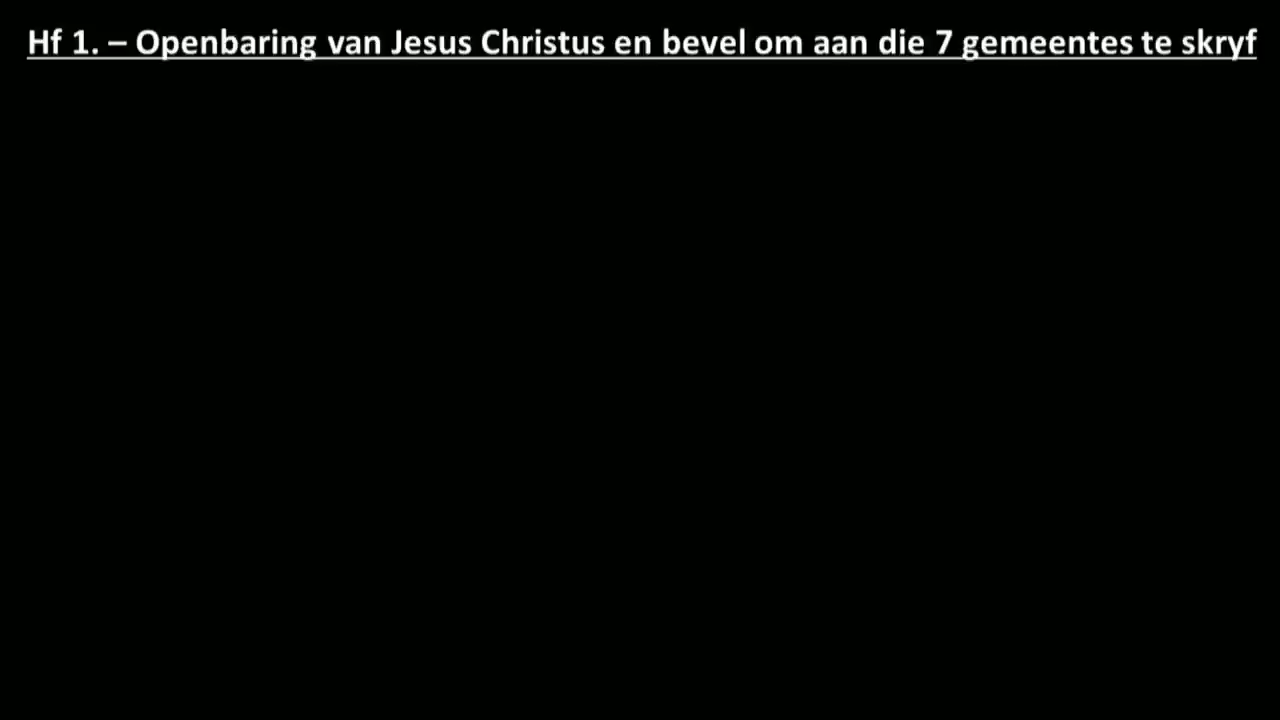 Hf 1. – Openbaring van Jesus Christus en bevel om aan die 7 gemeentes te skryf